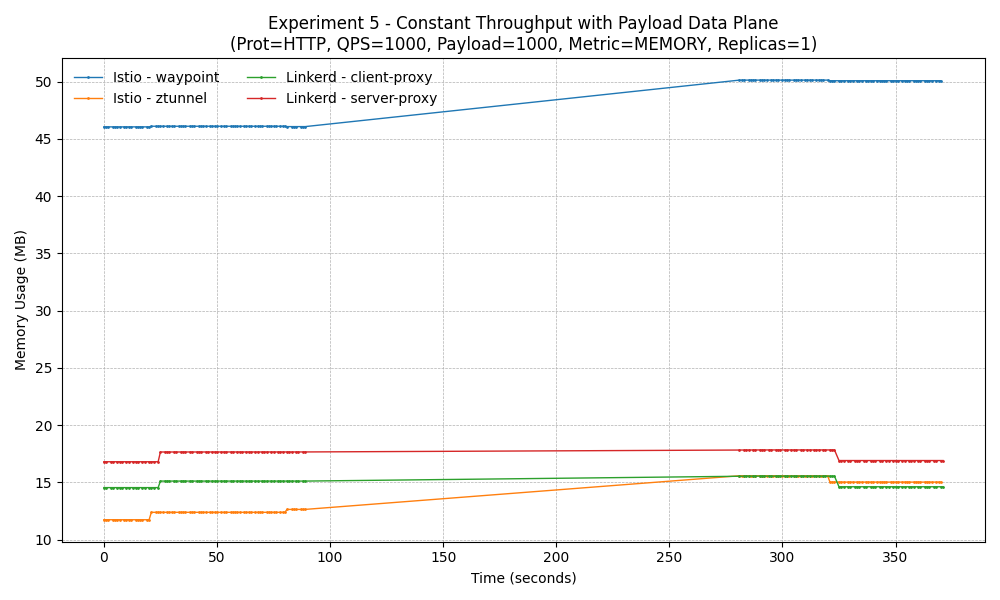 Experiment 5 - Constant Throughput with Payload Data Plane
(Prot=HTTP, QPS=1000, Payload=1000, Metric=MEMORY, Replicas=1)
Istio - waypoint
Istio - ztunnel
Linkerd - client-proxy
Linkerd - server-proxy
Memory Usage (MB)
50
45
40
35
30
25
20
15
10
0
50
100
150
200
250
300
350
Time (seconds)